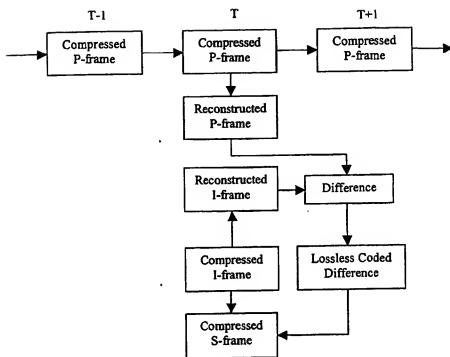 T-1 T T+1
Compressed
P-frame
Compressed
P-frame
Compressed
P-frame
Reconstructed
P-frame
Reconstructed
I-frame
Difference
Compressed
I-frame
Lossless Coded
Difference
Compressed
S-frame